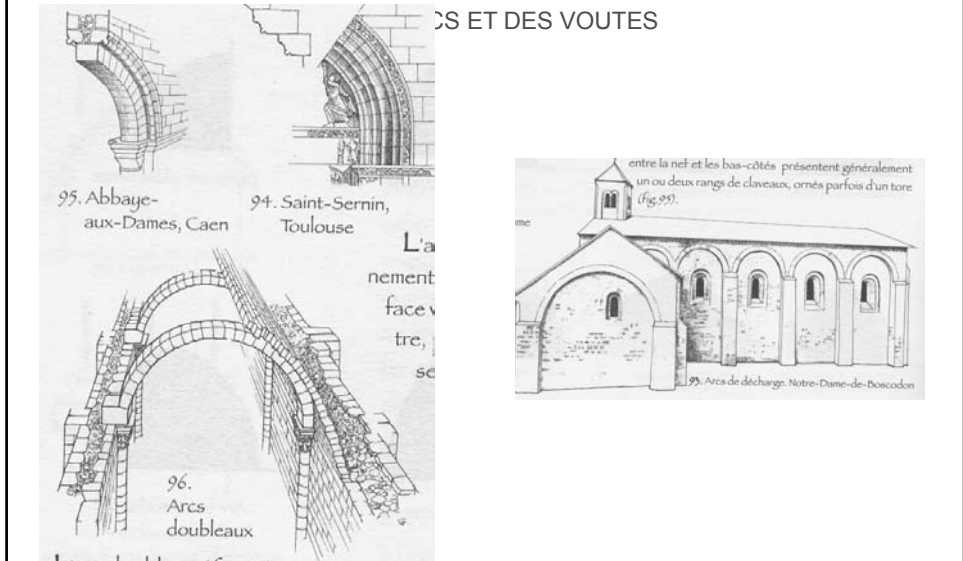 CS ET DES VOUTES
95. Abbaye-
aux-Dames, Caen
94. Saint-Sernin,
Toulouse
L'a
nement
face v
tre,
se
96.
Arcs
doubleaux
entre la nef et les bas-côtés présentent généralement
un ou deux rangs de claveaux, ornés parfois d'un tore
(fig.95).
me
93. Arcs de décharge. Notre-Dame-de-Boscodon